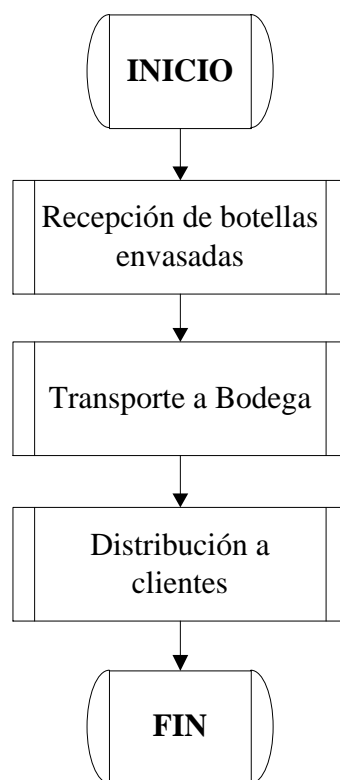 INICIO
Recepción de botellas
envasadas
Transporte a Bodega
Distribución a
clientes
FIN